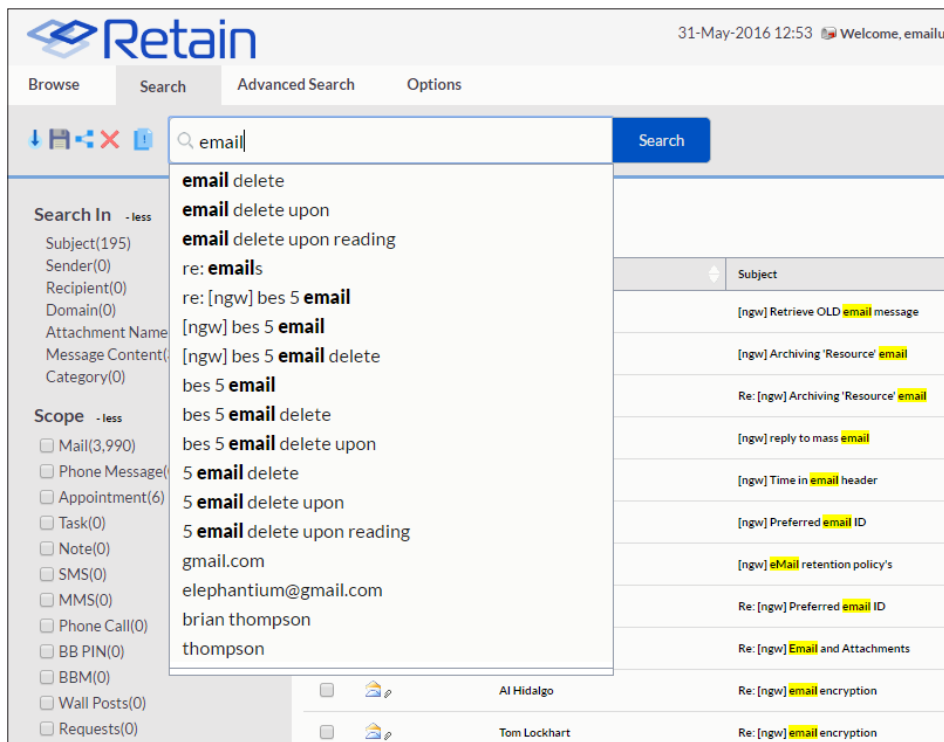 Retain
31-May-2016 12:53 Welcome, emailu
Browse Search Advanced Search Options
email Search
email delete
email delete upon
email delete upon reading
re: emails
re: [ngw] bes 5 email
[ngw] bes 5 email
[ngw] bes 5 email delete
bes 5 email
bes 5 email delete
bes 5 email delete upon
5 email delete
5 email delete upon
5 email delete upon reading
gmail.com
elephantium@gmail.com
brian thompson
thompson
Search In - less
Subject(195)
Sender(0)
Recipient(0)
Domain(0)
Attachment Name
Message Content(
Category(0)
Scope - less
Mail(3,990)
Phone Message(
Appointment(6)
Task(0)
Note(0)
SMS(0)
MMS(0)
Phone Call(0)
BB PIN(0)
BBM(0)
Wall Posts(0)
Requests(0)
Subject
[ngw] Retrieve OLD email message
[ngw] Archiving 'Resource' email
Re: [ngw] Archiving 'Resource' email
[ngw] reply to mass email
[ngw] Time in email header
[ngw] Preferred email ID
[ngw] eMail retention policy's
Re: [ngw] Preferred email ID
Re: [ngw] Email and Attachments
Al Hidalgo Re: [ngw] email encryption
Tom Lockhart Re: [ngw] email encryption